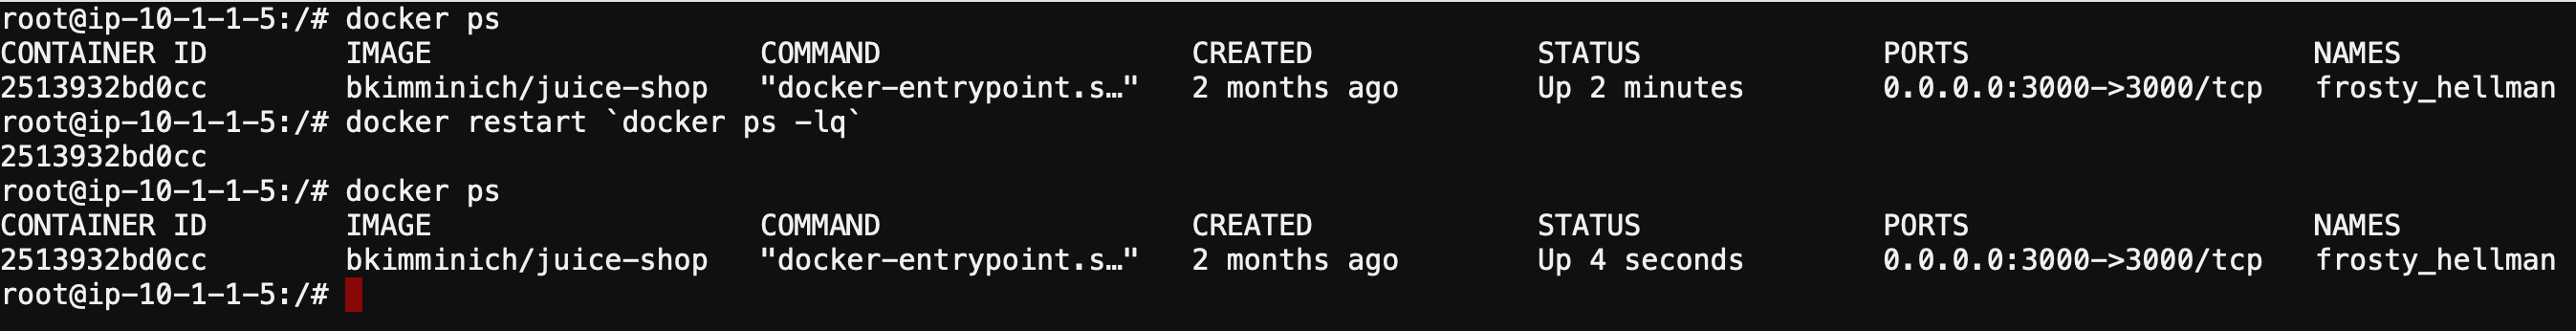 root@ip-10-1-1-5:/# docker ps
CONTAINER ID        IMAGE                   COMMAND                  CREATED             STATUS              PORTS                    NAMES
2513932bd0cc        bkimminich/juice-shop   "docker-entrypoint.s…"   2 months ago        Up 2 minutes        0.0.0.0:3000->3000/tcp   frosty_hellman
root@ip-10-1-1-5:/# docker restart `docker ps -lq`
2513932bd0cc
root@ip-10-1-1-5:/# docker ps
CONTAINER ID        IMAGE                   COMMAND                  CREATED             STATUS              PORTS                    NAMES
2513932bd0cc        bkimminich/juice-shop   "docker-entrypoint.s…"   2 months ago        Up 4 seconds        0.0.0.0:3000->3000/tcp   frosty_hellman
root@ip-10-1-1-5:/#